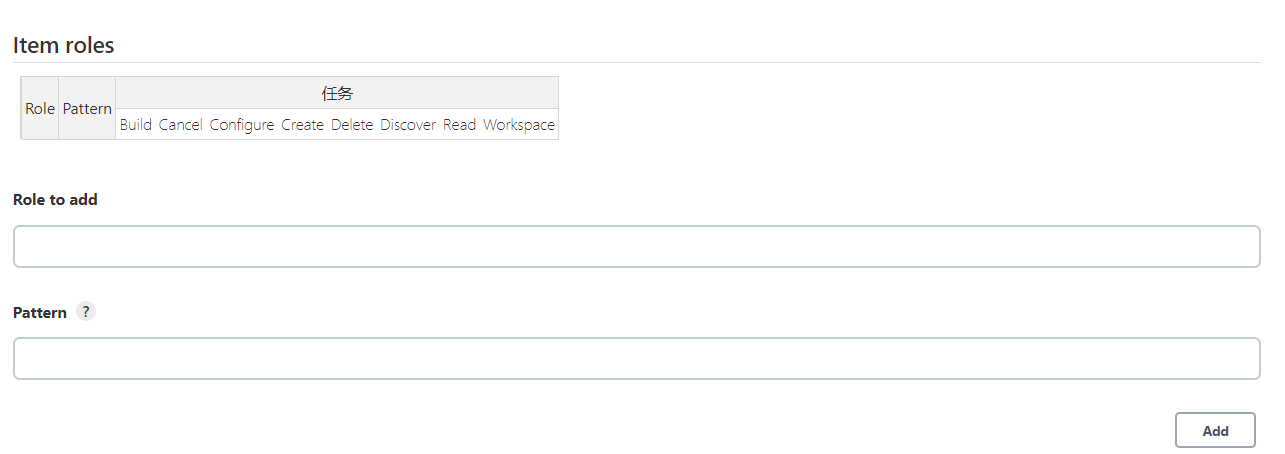 Item roles
Role Pattern 任务
Build Cancel Configure Create Delete Discover Read Workspace
Role to add
Pattern ?
Add